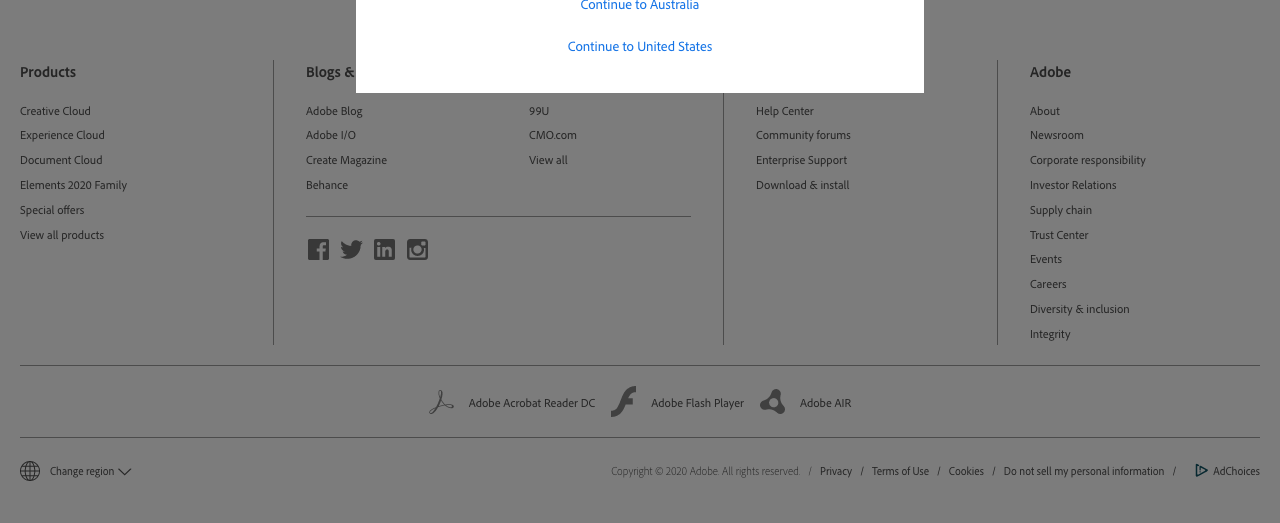 Continue to Australia
Continue to United States
Products
Creative Cloud
Experience Cloud
Document Cloud
Elements 2020 Family
Special offers
View all products
Blogs &
Adobe Blog
Adobe I/O
Create Magazine
Behance
99U
CMO.com
View all
Help Center
Community forums
Enterprise Support
Download & install
Adobe
About
Newsroom
Corporate responsibility
Investor Relations
Supply chain
Trust Center
Events
Careers
Diversity & inclusion
Integrity
Adobe Acrobat Reader DC
Adobe Flash Player
Adobe AIR
Change region
Copyright © 2020 Adobe. All rights reserved. / Privacy / Terms of Use / Cookies / Do not sell my personal information / AdChoices